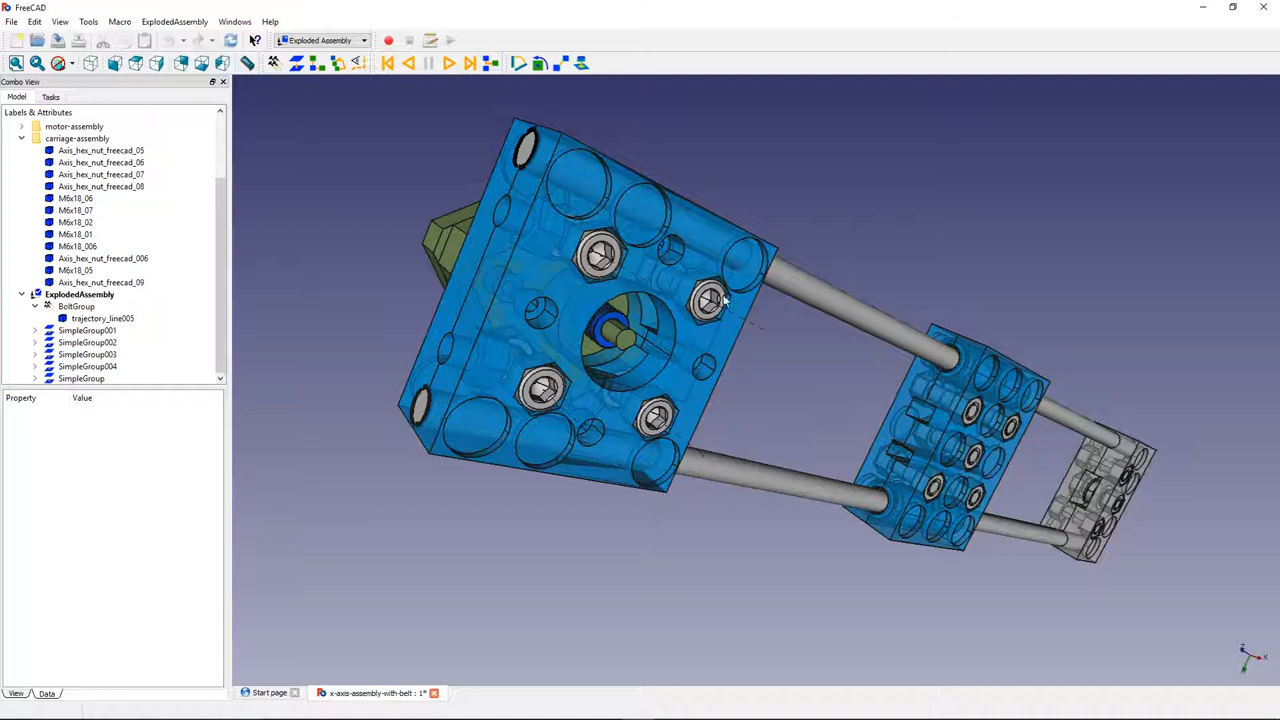 FreeCAD
File Edit View Tools Macro ExplodedAssembly Windows Help
Exploded Assembly
Combo View
Model Tasks
Labels & Attributes
motor-assembly
carriage-assembly
Axis_hex_nut_freecad_05
Axis_hex_nut_freecad_06
Axis_hex_nut_freecad_07
Axis_hex_nut_freecad_08
M6x18_06
M6x18_07
M6x18_02
M6x18_01
M6x18_006
Axis_hex_nut_freecad_006
M6x18_05
Axis_hex_nut_freecad_09
ExplodedAssembly
BoltGroup
trajectory_line005
SimpleGroup001
SimpleGroup002
SimpleGroup003
SimpleGroup004
SimpleGroup
Property Value
View Data
Start page
x-axis-assembly-with-belt : 1*
X